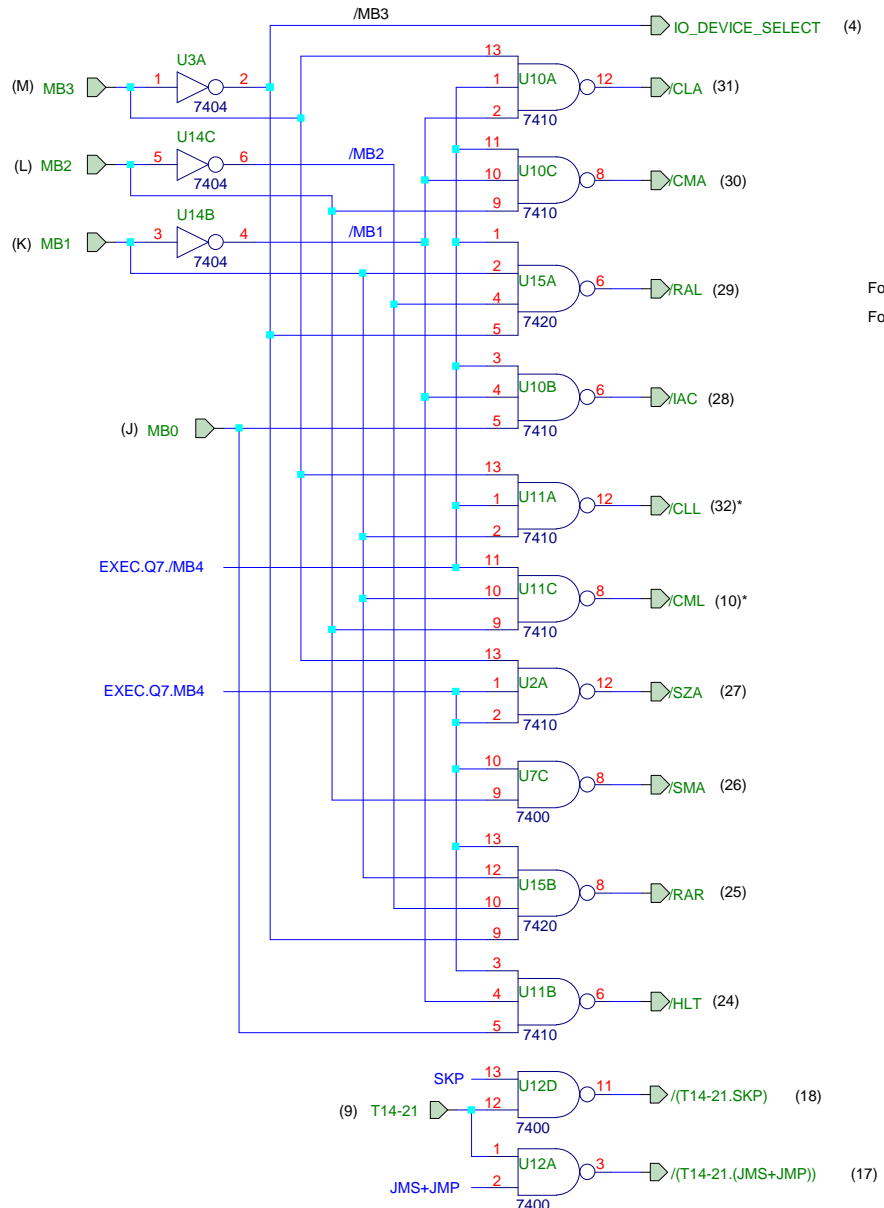 /MB3
IO_DEVICE_SELECT (4)
U3A
(M) MB3 1 2
7404
13
1 U10A 12 /CLA (31)
2
7410
U14C
(L) MB2 5 6 /MB2
7404
11
10 U10C 8 /CMA (30)
9
7410
U14B
(K) MB1 3 4 /MB1
7404
1
2 U15A 6 /RAL (29)
4
5 7420
Fo
Fo
3
4 U10B 6 /IAC (28)
(J) MB0 5
7410
13
1 U11A 12 /CLL (32)*
2
7410
EXEC.Q7./MB4 11
10 U11C 8 /CML (10)*
9
7410
13
EXEC.Q7.MB4 1 U2A 12 /SZA (27)
2
7410
10 U7C 8 /SMA (26)
9
7400
13
12 U15B 8 /RAR (25)
10
9 7420
3
4 U11B 6 /HLT (24)
5
7410
SKP 13 U12D 11 /(T14-21.SKP) (18)
(9) T14-21 12
7400
1 U12A 3 /(T14-21.(JMS+JMP)) (17)
JMS+JMP 2
7400